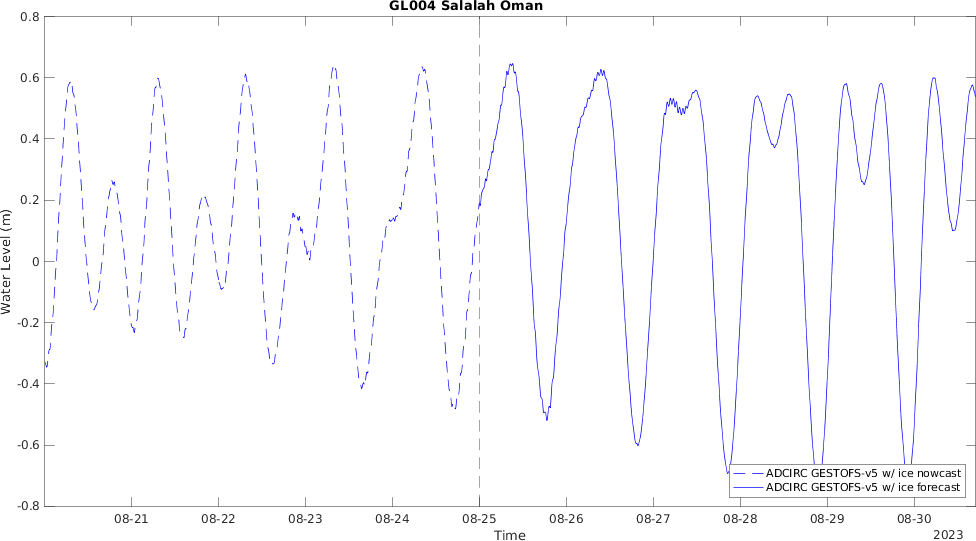 GL004 Salalah Oman
0.8
0.6
0.4
0.2
0
-0.2
-0.4
-0.6
-0.8
Water Level (m)
ADCIRC GESTOFS-v5 w/ ice nowcast
ADCIRC GESTOFS-v5 w/ ice forecast
08-21 08-22 08-23 08-24 08-25 08-26 08-27 08-28 08-29 08-30
Time
2023